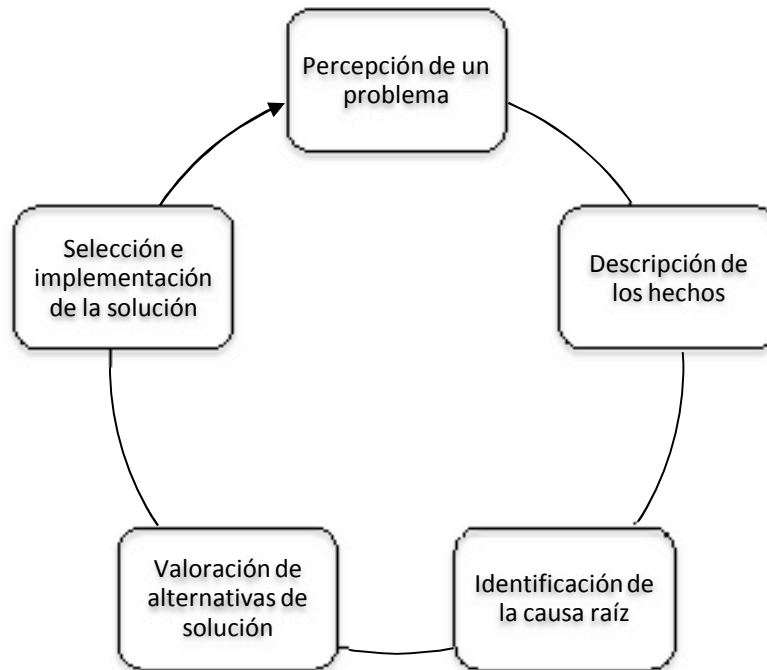 Percepción de un
problema
Descripción de
los hechos
Identificación de
la causa raíz
Valoración de
alternativas de
solución
Selección e
implementación
de la solución